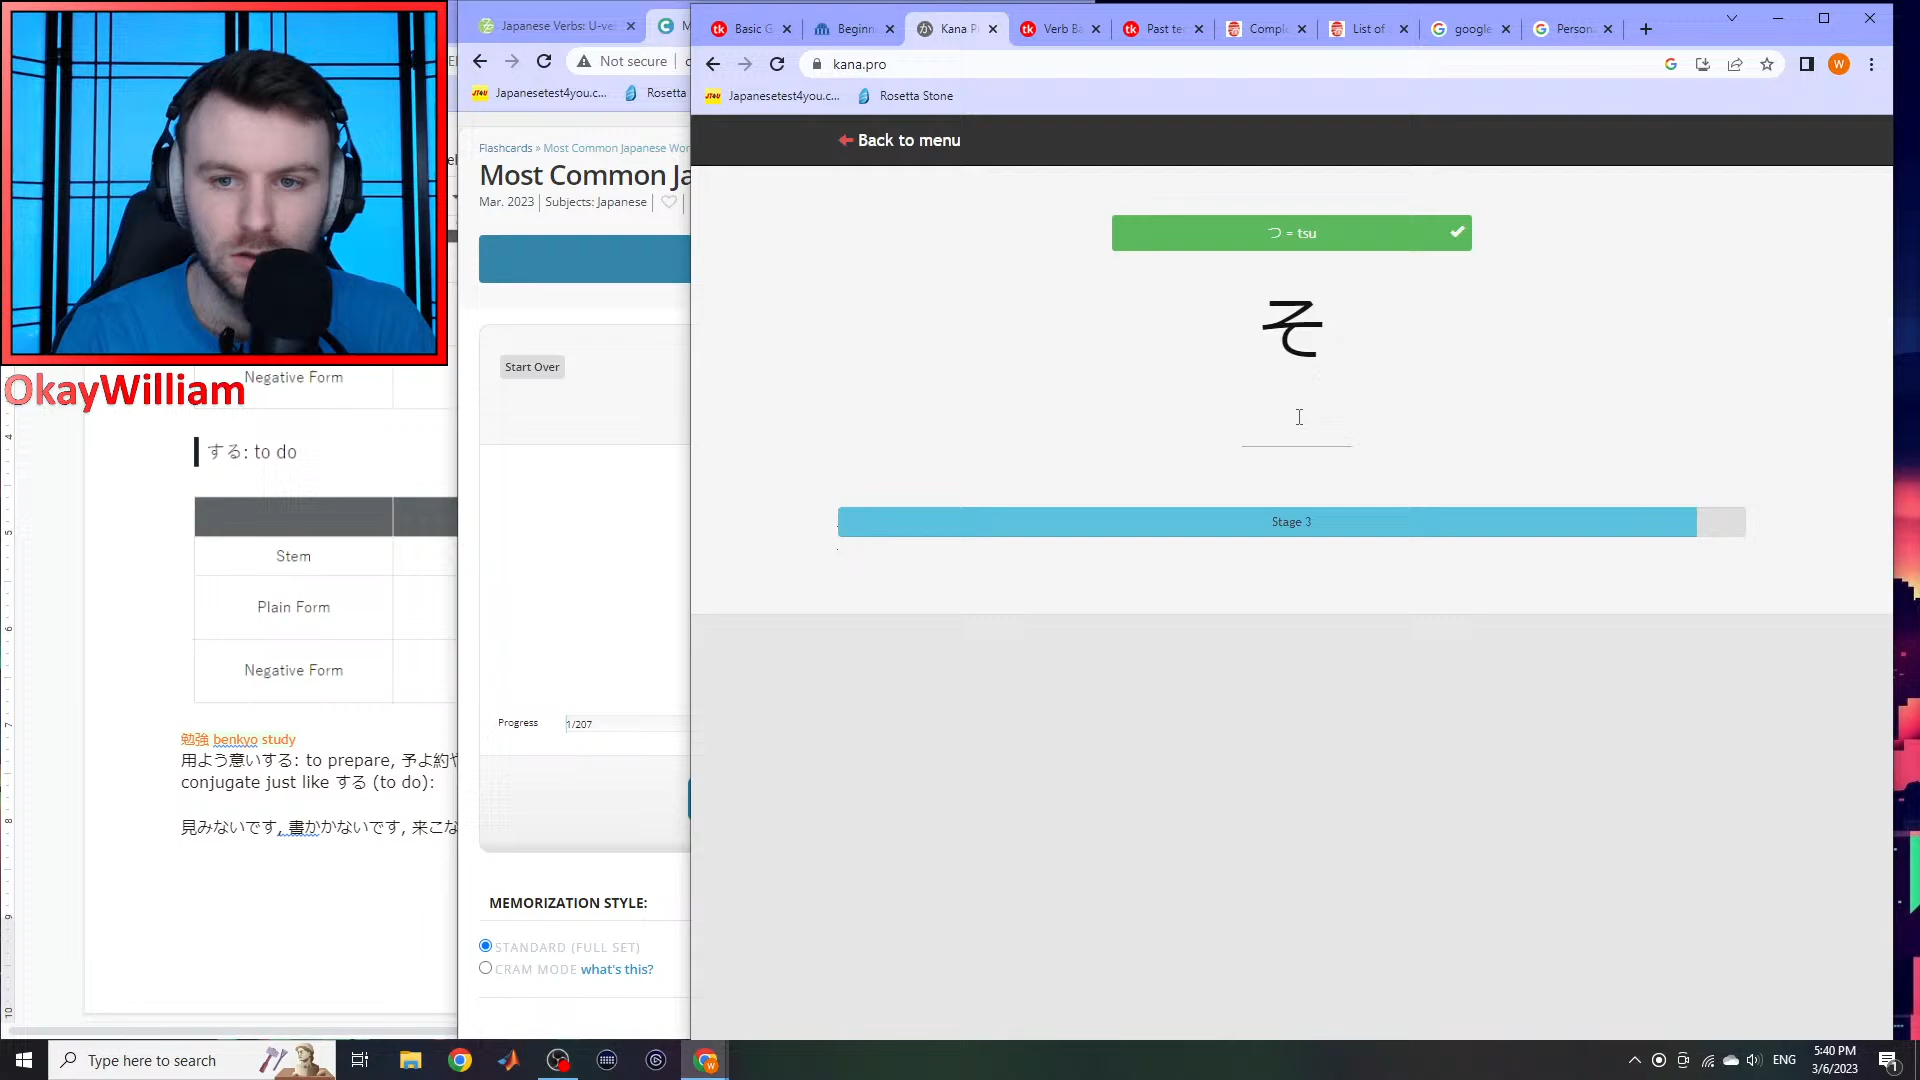 Japanese Verbs: U-ve
Basic G
Beginn
Kana P
Verb Ba
Past te
Compl
List of
google
Person
Not secure
kana.pro
Japanesetest4you.c...
Rosetta
Japanesetest4you.c...
Rosetta Stone
Back to menu
Flashcards » Most Common Japanese Wor
Most Common Ja
Mar. 2023 | Subjects: Japanese
つ = tsu
そ
Start Over
OkayWilliam
Negative Form
する: to do
Stage 3
Stem
Plain Form
Negative Form
Progress
1/207
勉強 benkyo study
用よう意いする: to prepare, 予よ約や
conjugate just like する (to do):
見みないです, 書かかないです, 来こな
MEMORIZATION STYLE:
STANDARD (FULL SET)
CRAM MODE what's this?
Type here to search
ENG
5:40 PM
3/6/2023